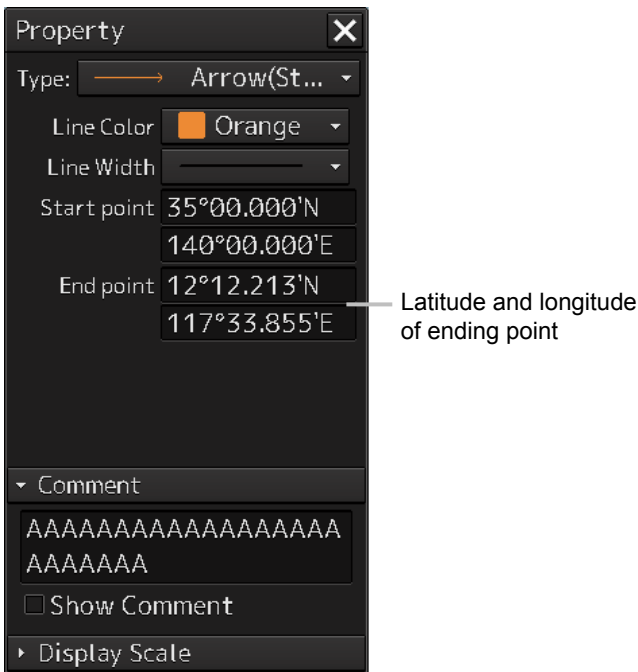 Property
Type: Arrow(St...
Line Color Orange
Line Width
Start point 35°00.000'N
140°00.000'E
End point 12°12.213'N
117°33.855'E
Latitude and longitude
of ending point
Comment
AAAAAAAAAAAAAAAAAA
AAAAAAA
Show Comment
Display Scale